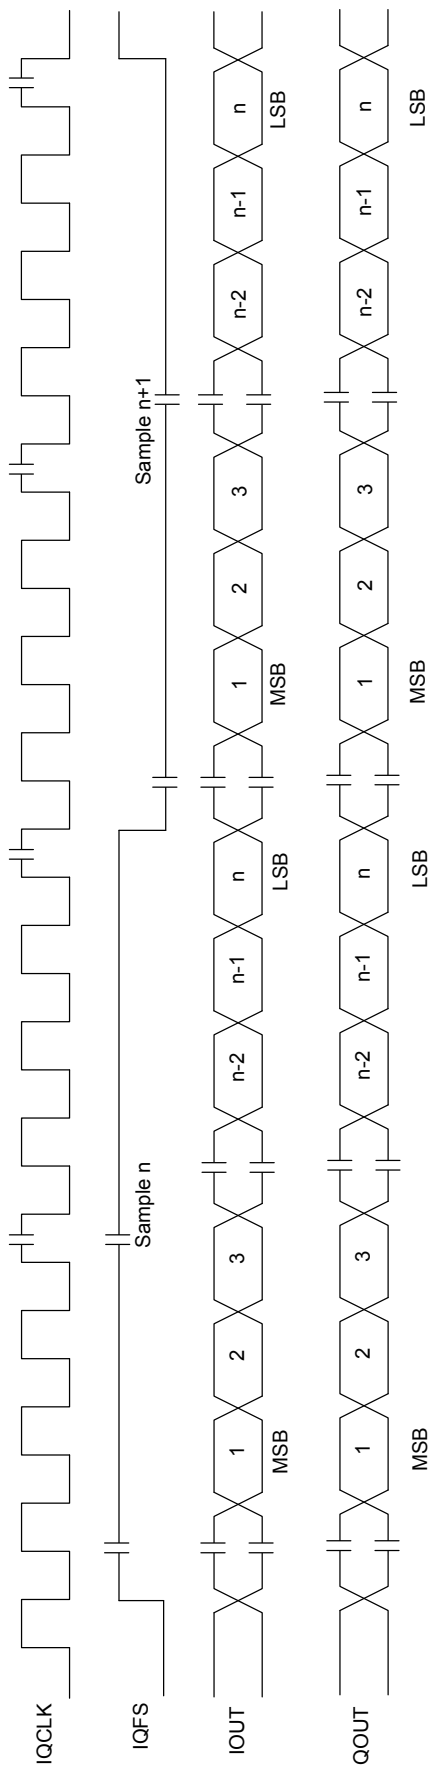 IQCLK
IQFS
Sample n
Sample n+1
IOUT
1 2 3 n-2 n-1 n 1 2 3 n-2 n-1 n
MSB LSB MSB LSB
QOUT
1 2 3 n-2 n-1 n 1 2 3 n-2 n-1 n
MSB LSB MSB LSB